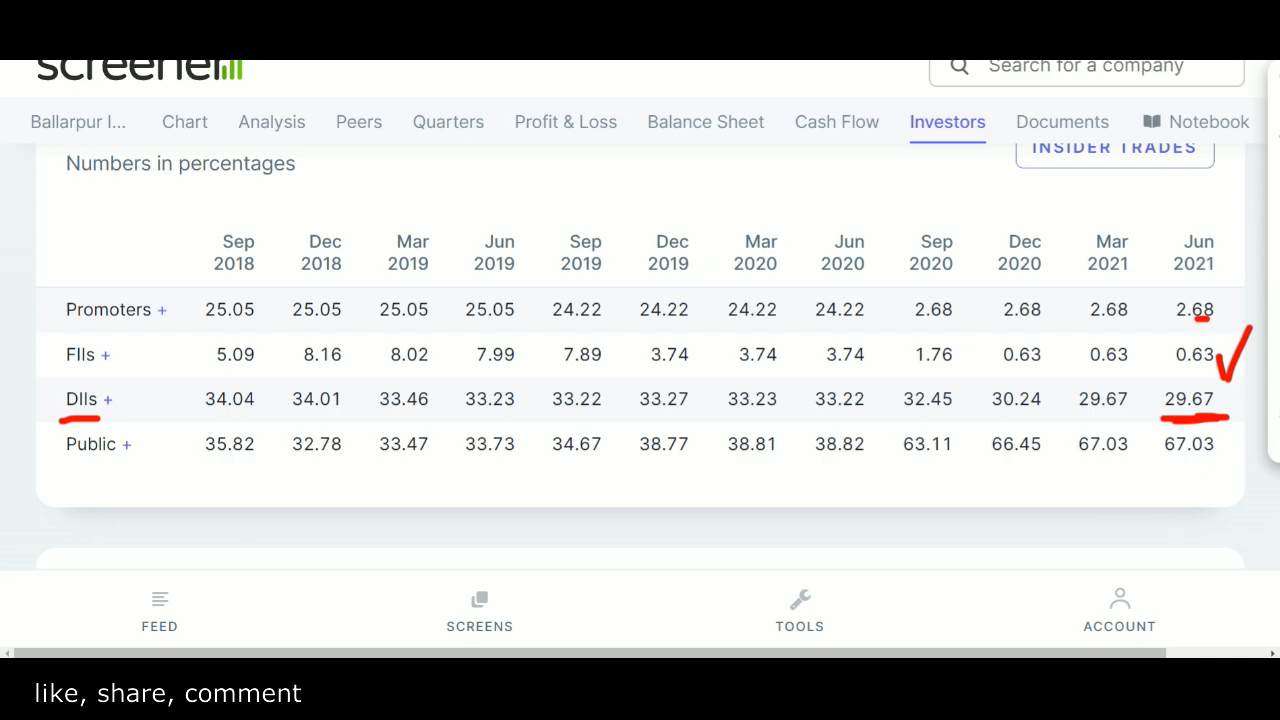 screener
Search for a company
Ballarpur I... Chart Analysis Peers Quarters Profit & Loss Balance Sheet Cash Flow Investors Documents Notebook
Numbers in percentages
INSIDER TRADES
Sep Dec Mar Jun Sep Dec Mar Jun Sep Dec Mar Jun
2018 2018 2019 2019 2019 2019 2020 2020 2020 2020 2021 2021
Promoters + 25.05 25.05 25.05 25.05 24.22 24.22 24.22 24.22 2.68 2.68 2.68 2.68
FIIs + 5.09 8.16 8.02 7.99 7.89 3.74 3.74 3.74 1.76 0.63 0.63 0.63
DIIs + 34.04 34.01 33.46 33.23 33.22 33.27 33.23 33.22 32.45 30.24 29.67 29.67
Public + 35.82 32.78 33.47 33.73 34.67 38.77 38.81 38.82 63.11 66.45 67.03 67.03
FEED SCREENS TOOLS ACCOUNT
like, share, comment